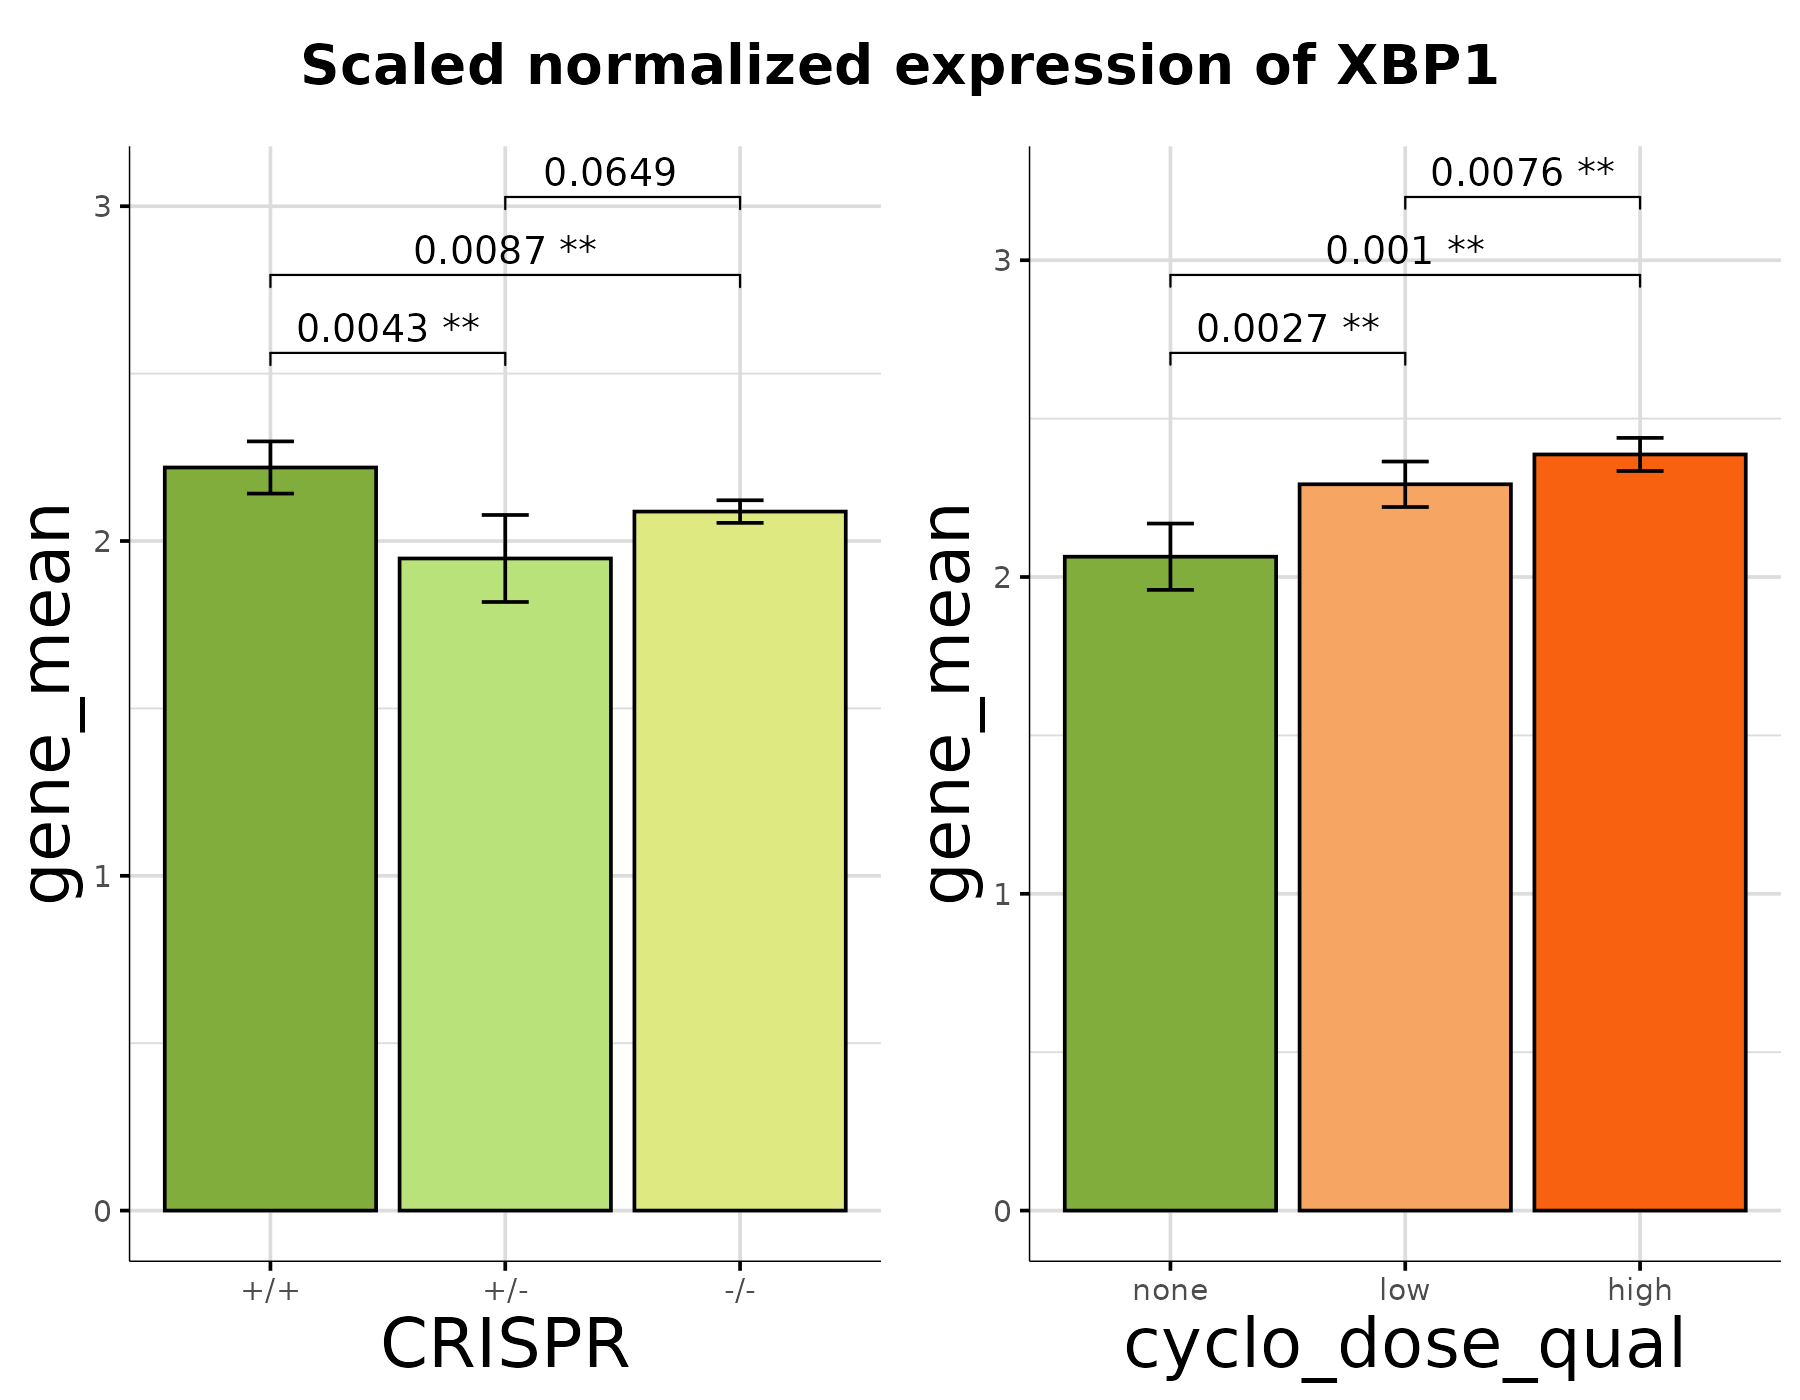 Scaled normalized expression of XBP1
gene_mean
3
2
1
0
0.0649
0.0087 **
0.0043 **
+/+
+/-
-/-
CRISPR
gene_mean
3
2
1
0
0.0076 **
0.001 **
0.0027 **
none
low
high
cyclo_dose_qual